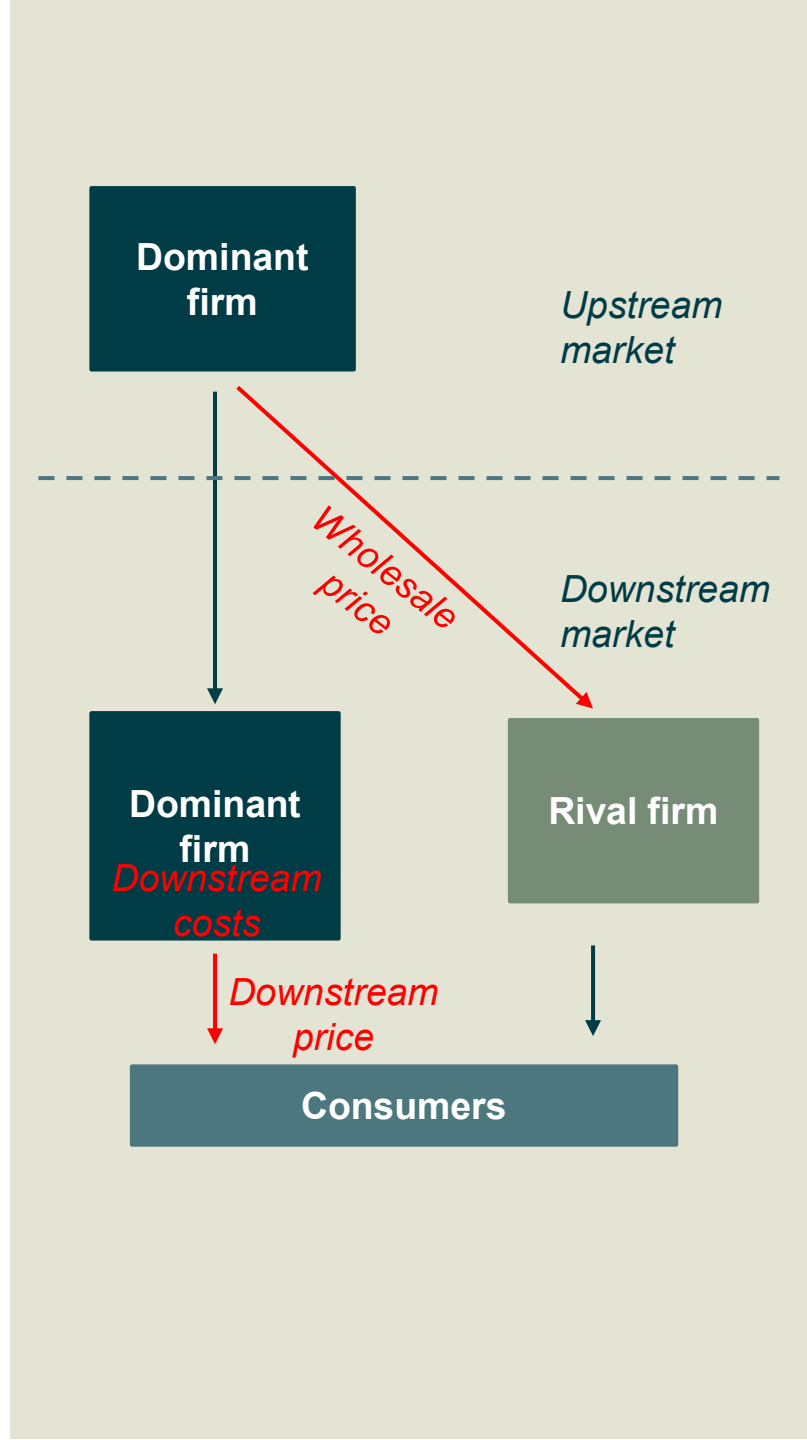 Dominant
firm
Upstream
market
Wholesale
price
Downstream
market
Dominant
firm
Downstream
costs
Rival firm
Downstream
price
Consumers